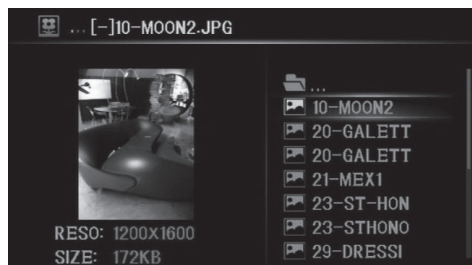 ... [-]10-MOON2.JPG
...
10-MOON2
20-GALETT
20-GALETT
21-MEX1
23-ST-HON
23-STHONO
29-DRESSI
RESO: 1200X1600
SIZE: 172KB